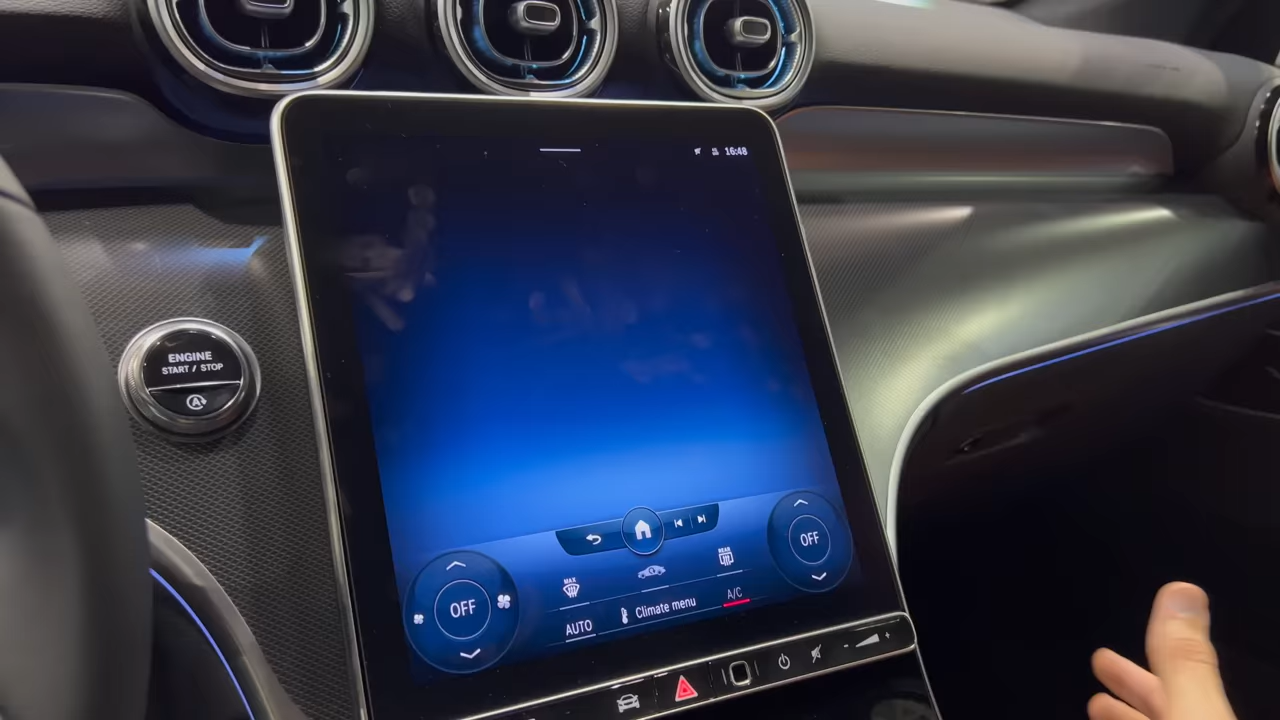 16:48
ENGINE
START / STOP
A
OFF
MAX
REAR
OFF
AUTO
Climate menu
A/C
- +